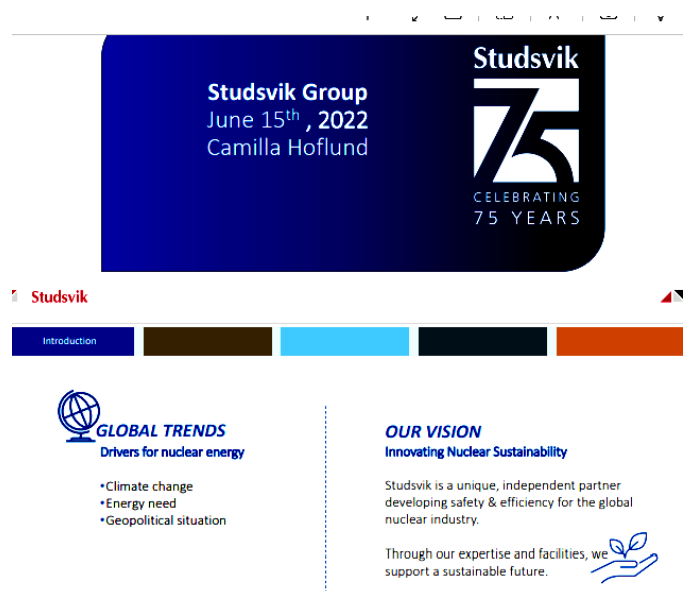 Studsvik Group
June 15th , 2022
Camilla Hoflund
Studsvik
75
CELEBRATING
75 YEARS
Studsvik
Introduction
GLOBAL TRENDS
Drivers for nuclear energy
•Climate change
•Energy need
•Geopolitical situation
OUR VISION
Innovating Nuclear Sustainability
Studsvik is a unique, independent partner
developing safety & efficiency for the global
nuclear industry.
Through our expertise and facilities, we
support a sustainable future.